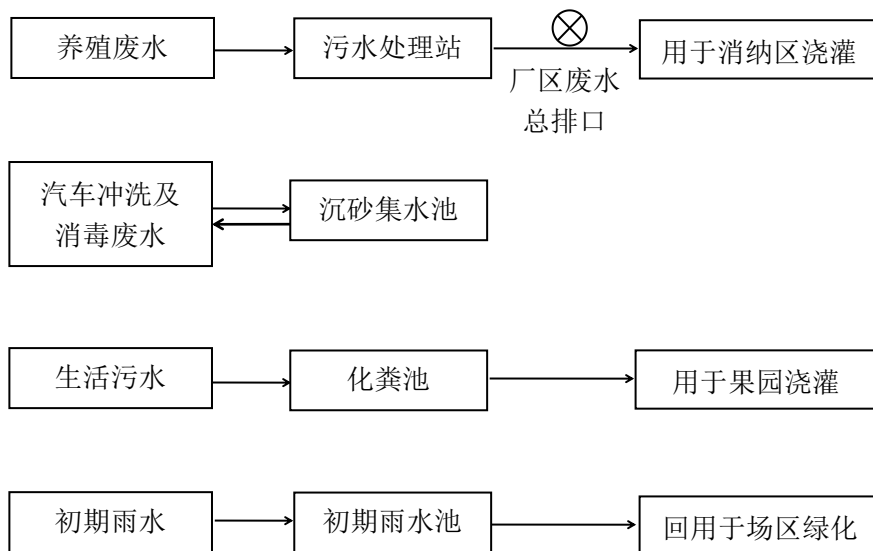 养殖废水
污水处理站
用于消纳区浇灌
厂区废水
总排口
汽车冲洗及
消毒废水
沉砂集水池
生活污水
化粪池
用于果园浇灌
初期雨水
初期雨水池
回用于场区绿化